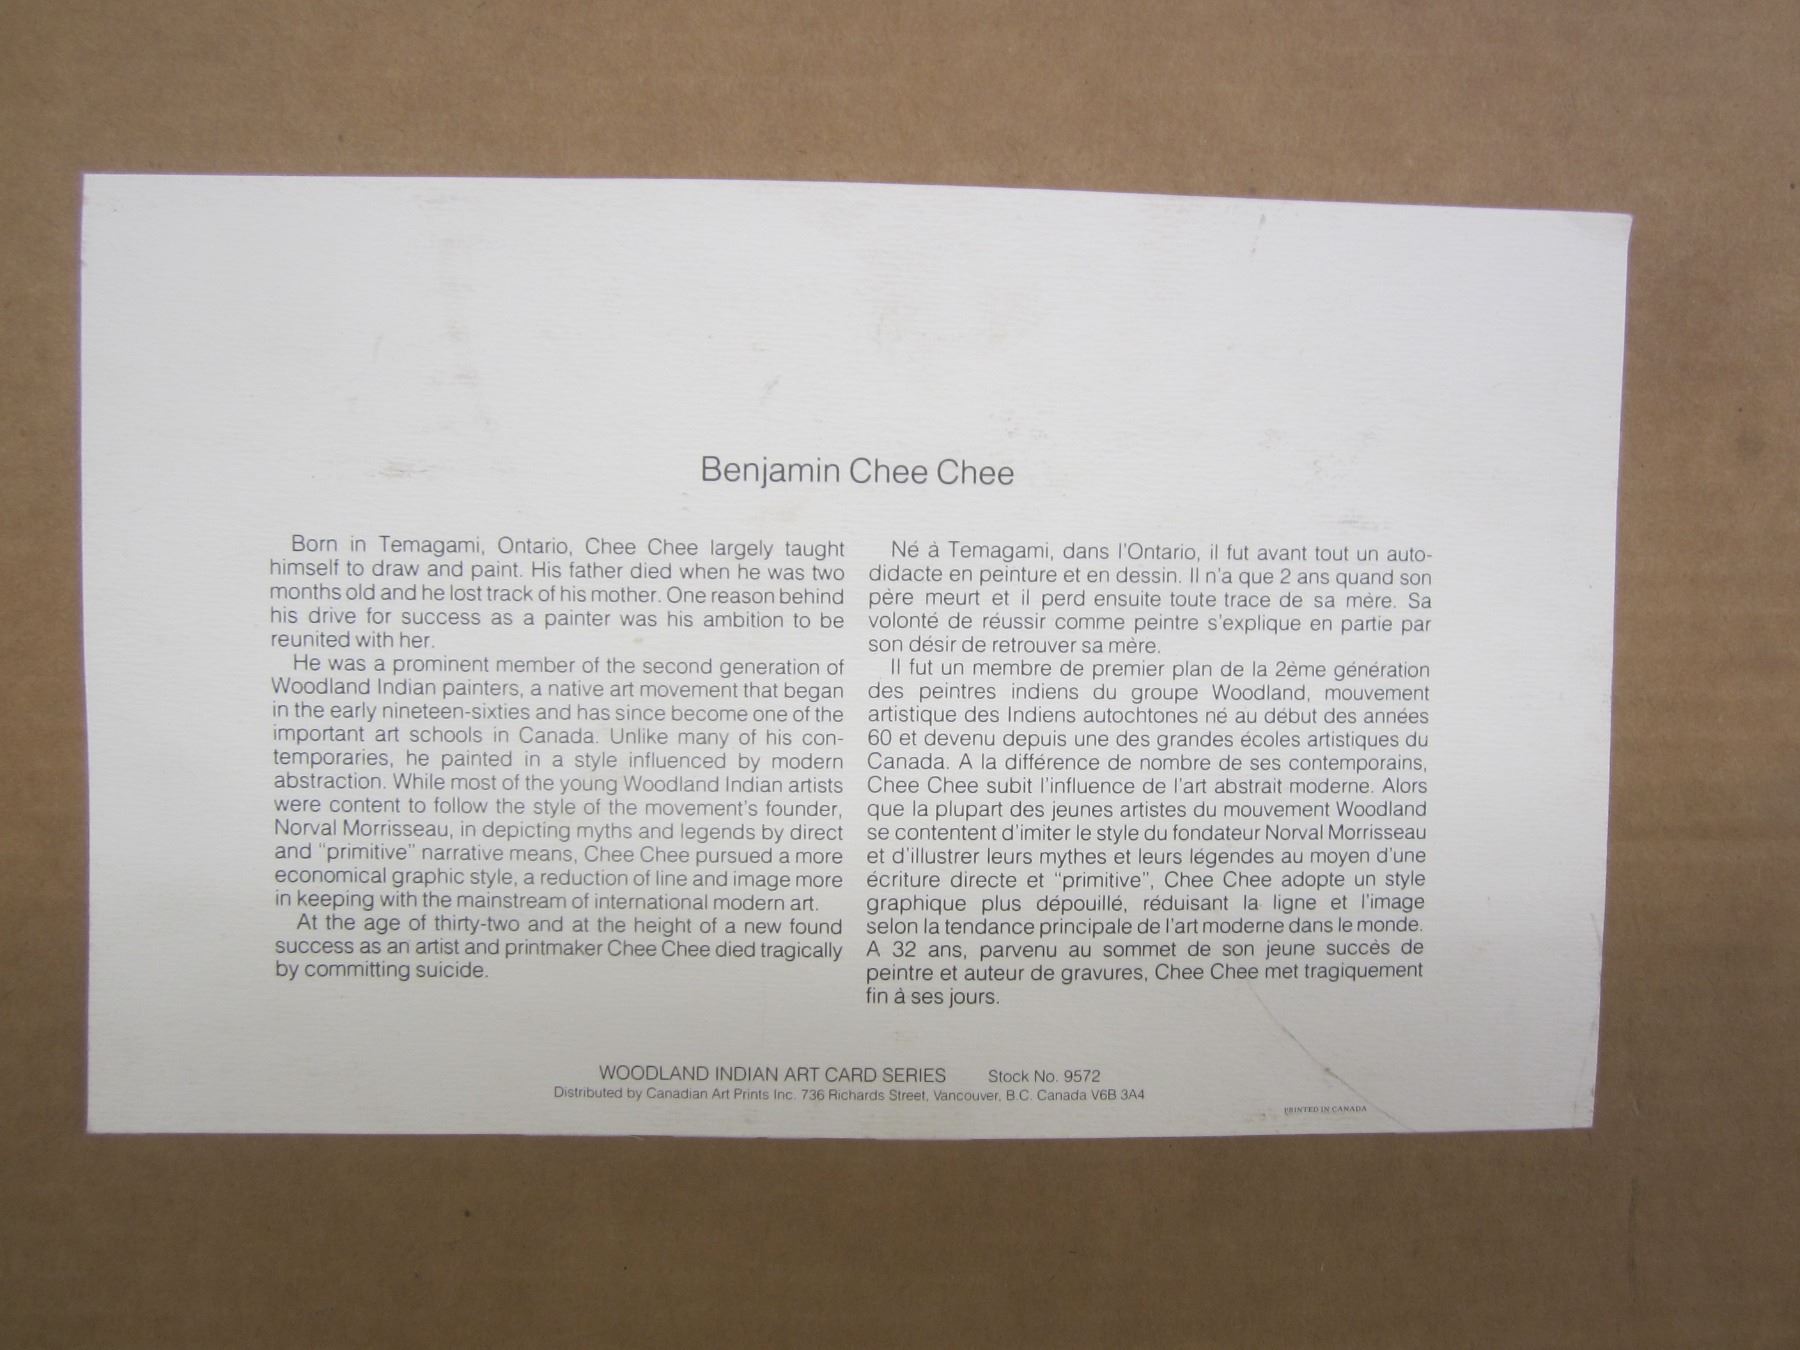 Benjamin Chee Chee
Born in Temagami, Ontario, Chee Chee largely taught
himself to draw and paint. His father died when he was two
months old and he lost track of his mother. One reason behind
his drive for success as a painter was his ambition to be
reunited with her.
He was a prominent member of the second generation of
Woodland Indian painters, a native art movement that began
in the early nineteen-sixties and has since become one of the
important art schools in Canada. Unlike many of his con-
temporaries, he painted in a style influenced by modern
abstraction. While most of the young Woodland Indian artists
were content to follow the style of the movement's founder,
Norval Morrisseau, in depicting myths and legends by direct
and "primitive" narrative means, Chee Chee pursued a more
economical graphic style, a reduction of line and image more
in keeping with the mainstream of international modern art.
At the age of thirty-two and at the height of a new found
success as an artist and printmaker Chee Chee died tragically
by committing suicide.
Né à Temagami, dans l'Ontario, il fut avant tout un auto-
didacte en peinture et en dessin. Il n'a que 2 ans quand son
père meurt et il perd ensuite toute trace de sa mère. Sa
volonté de réussir comme peintre s'explique en partie par
son désir de retrouver sa mère.
Il fut un membre de premier plan de la 2ème génération
des peintres indiens du groupe Woodland, mouvement
artistique des Indiens autochtones né au début des années
60 et devenu depuis une des grandes écoles artistiques du
Canada. A la différence de nombre de ses contemporains,
Chee Chee subit l'influence de l'art abstrait moderne. Alors
que la plupart des jeunes artistes du mouvement Woodland
se contentent d'imiter le style du fondateur Norval Morrisseau
et d'illustrer leurs mythes et leurs légendes au moyen d'une
écriture directe et "primitive", Chee Chee adopte un style
graphique plus dépouillé, réduisant la ligne et l'image
selon la tendance principale de l'art moderne dans le monde.
A 32 ans, parvenu au sommet de son jeune succès de
peintre et auteur de gravures, Chee Chee met tragiquement
fin à ses jours.
WOODLAND INDIAN ART CARD SERIES Stock No. 9572
Distributed by Canadian Art Prints Inc. 736 Richards Street, Vancouver, B.C. Canada V6B 3A4
PRINTED IN CANADA